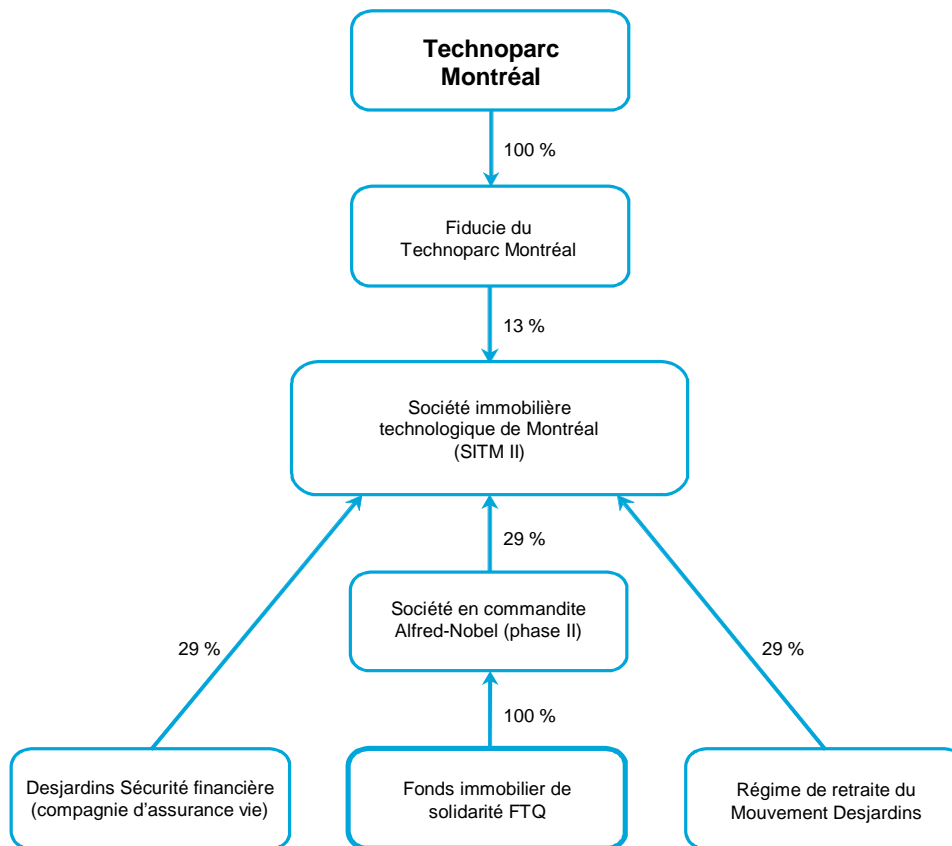 Technoparc
Montréal
100 %
Fiducie du
Technoparc Montréal
13 %
Société immobilière
technologique de Montréal
(SITM II)
29 %
Société en commandite
Alfred-Nobel (phase II)
29 %
29 %
100 %
Desjardins Sécurité financière
(compagnie d'assurance vie)
Fonds immobilier de
solidarité FTQ
Régime de retraite du
Mouvement Desjardins